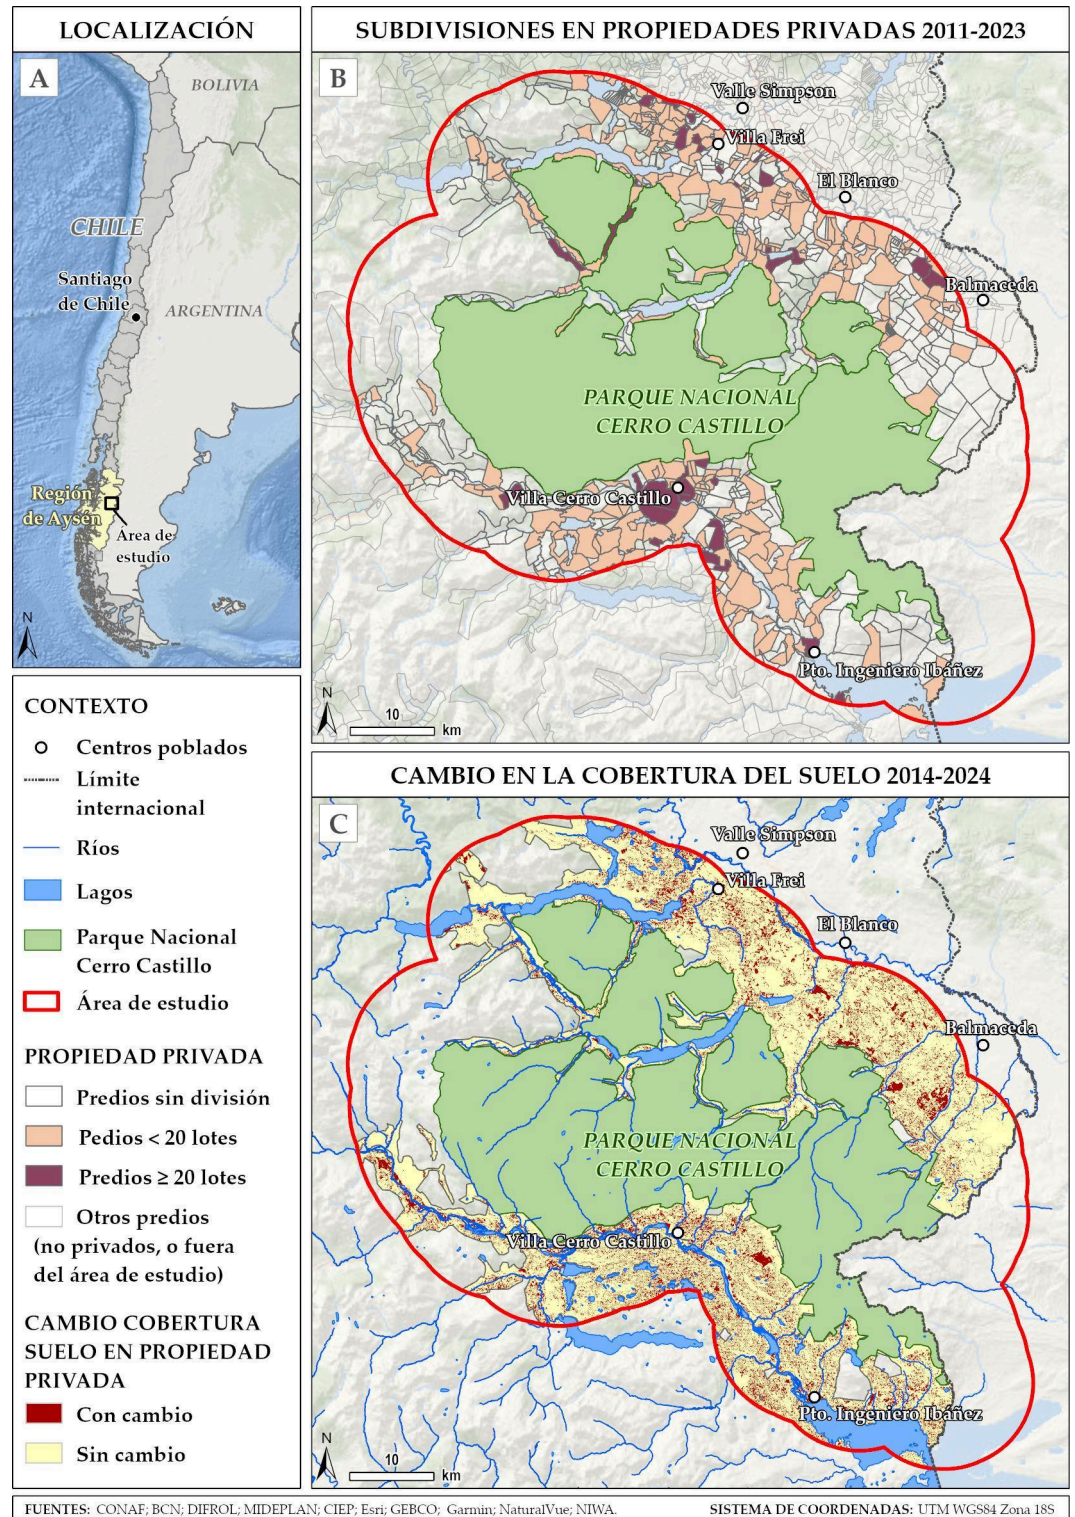 LOCALIZACIÓN
A
BOLIVIA
CHILE
Santiago
de Chile
ARGENTINA
Región
de Aysén
Área de
estudio
N
SUBDIVISIONES EN PROPIEDADES PRIVADAS 2011-2023
B
Valle Simpson
Villa Frei
El Blanco
Balmaceda
PARQUE NACIONAL
CERRO CASTILLO
Villa Cerro Castillo
Pto. Ingeniero Ibáñez
N
10
km
CONTEXTO
Centros poblados
Límite
internacional
Ríos
Lagos
Parque Nacional
Cerro Castillo
Área de estudio
PROPIEDAD PRIVADA
Predios sin división
Pedios < 20 lotes
Predios ≥ 20 lotes
Otros predios
(no privados, o fuera
del área de estudio)
CAMBIO COBERTURA
SUELO EN PROPIEDAD
PRIVADA
Con cambio
Sin cambio
CAMBIO EN LA COBERTURA DEL SUELO 2014-2024
C
Valle Simpson
Villa Frei
El Blanco
Balmaceda
PARQUE NACIONAL
CERRO CASTILLO
Villa Cerro Castillo
Pto. Ingeniero Ibáñez
N
10
km
FUENTES: CONAF; BCN; DIFROL; MIDEPLAN; CIEP; Esri; GEBCO; Garmin; NaturalVue; NIWA.
SISTEMA DE COORDENADAS: UTM WGS84 Zona 18S